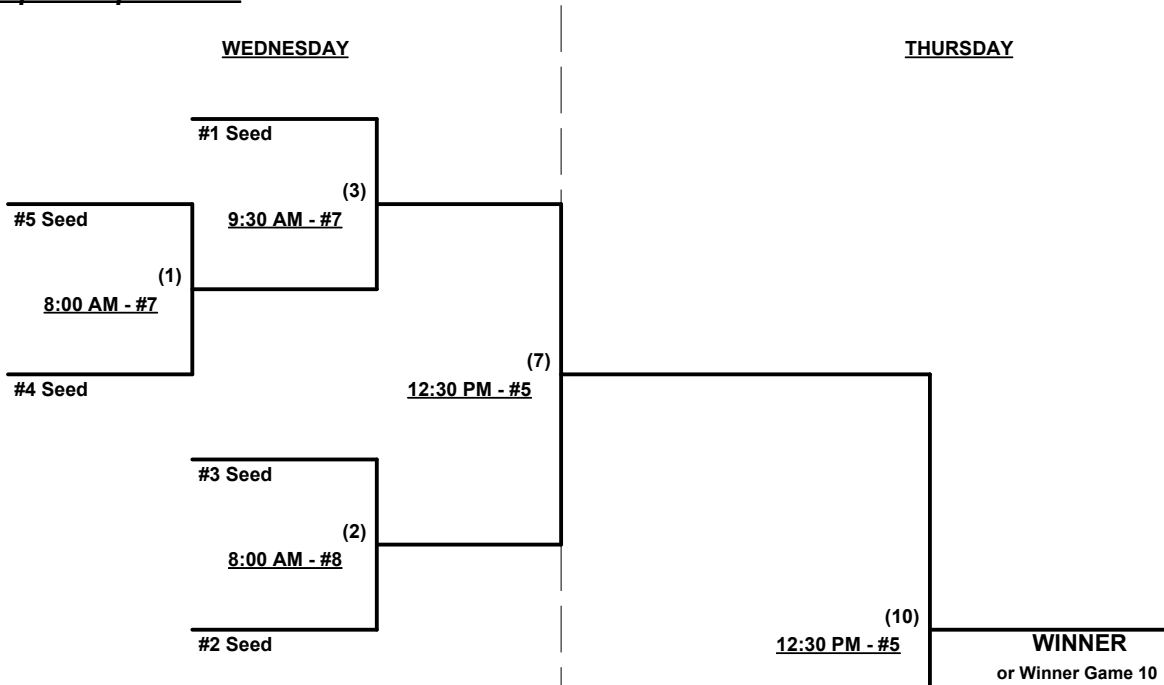 WEDNESDAY
THURSDAY
#1 Seed
(3)
#5 Seed
9:30 AM - #7
(1)
8:00 AM - #7
(7)
#4 Seed
12:30 PM - #5
#3 Seed
(2)
8:00 AM - #8
(10)
#2 Seed
12:30 PM - #5
WINNER
or Winner Game 10